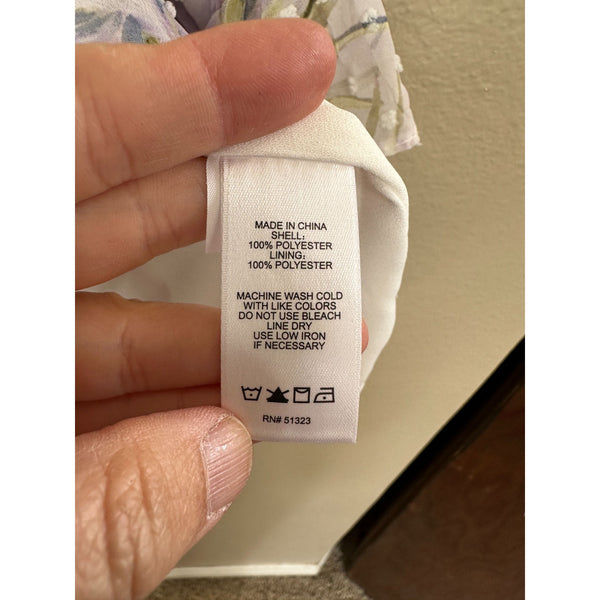 MADE IN CHINA
SHELL:
100% POLYESTER
LINING:
100% POLYESTER
MACHINE WASH COLD
WITH LIKE COLORS
DO NOT USE BLEACH
LINE DRY
USE LOW IRON
IF NECESSARY
RN# 51323